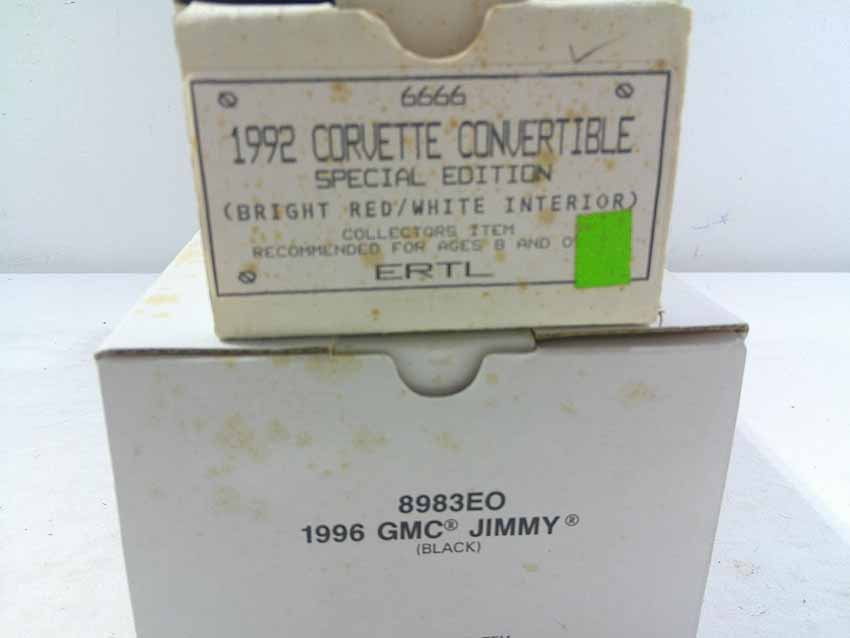 6666
1992 CORVETTE CONVERTIBLE
SPECIAL EDITION
(BRIGHT RED/WHITE INTERIOR)
COLLECTORS ITEM
RECOMMENDED FOR AGES 8 AND
ERTL
8983EO
1996 GMC® JIMMY®
(BLACK)